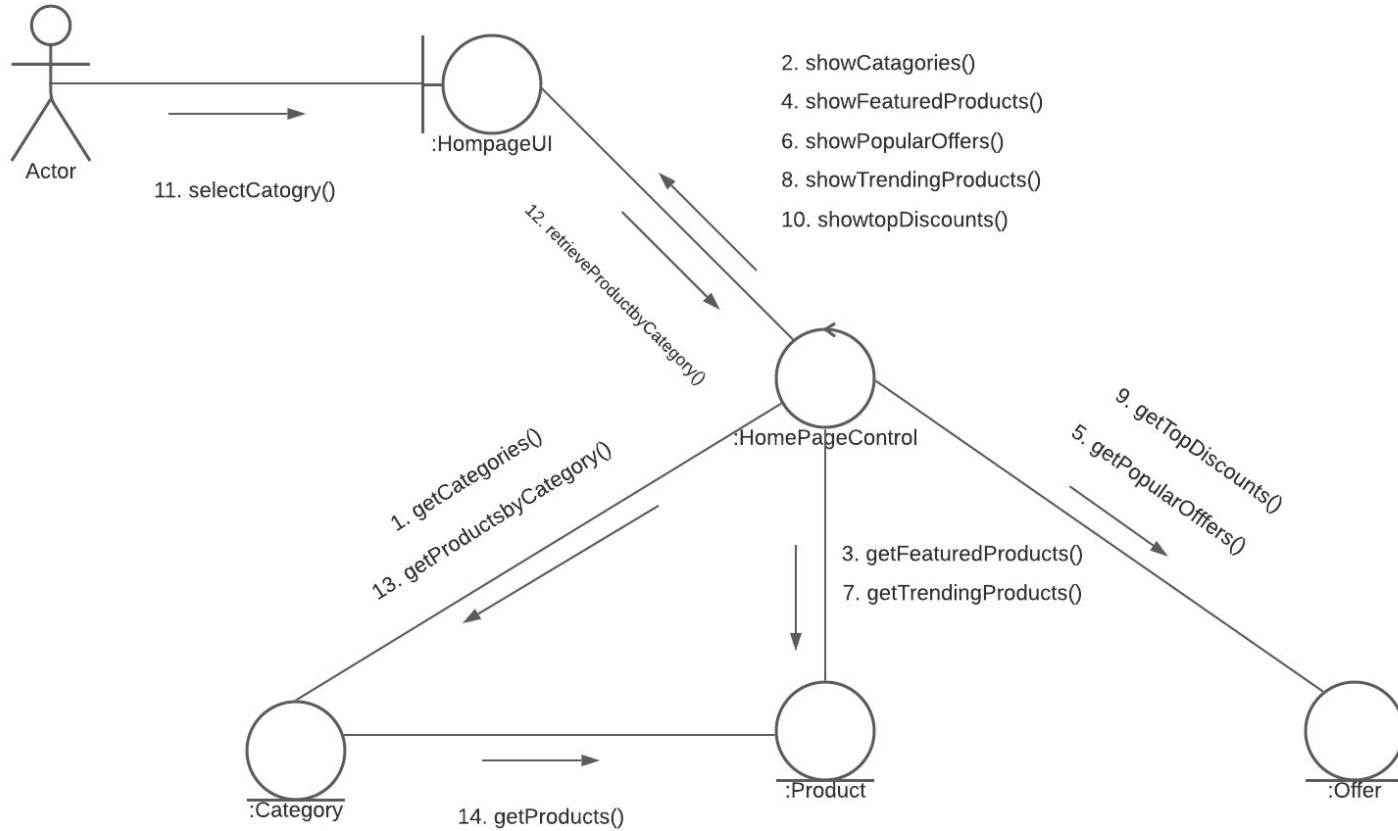 2. showCatagories()
4. showFeaturedProducts()
6. showPopularOffers()
8. showTrendingProducts()
10. showtopDiscounts()
:HompageUI
Actor
11. selectCatogry()
12. retrieveProductbyCategory()
:HomePageControl
1. getCategories()
13. getProductsbyCategory()
9. getTopDiscounts()
5. getPopularOfffers()
3. getFeaturedProducts()
7. getTrendingProducts()
:Category
14. getProducts()
:Product
:Offer